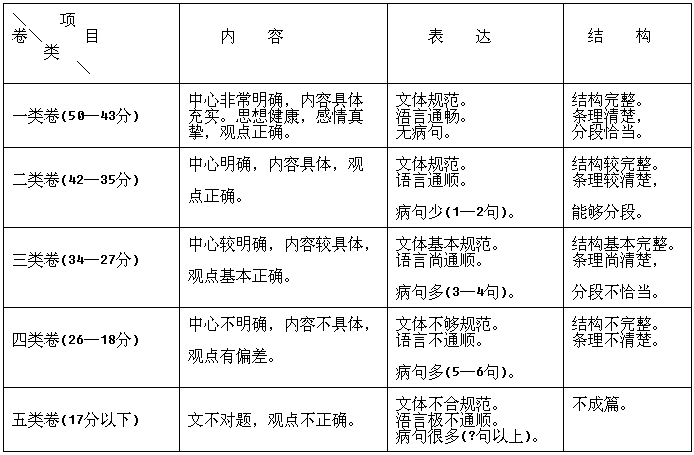 项
卷 目
类
内 容
表 达
结 构
一类卷(50—43分)
中心非常明确，内容具体
充实。思想健康，感情真
挚，观点正确。
文体规范。
语言通畅。
无病句。
结构完整。
条理清楚，
分段恰当。
二类卷(42—35分)
中心明确，内容具体，观
点正确。
文体规范。
语言通顺。
病句少(1—2句)。
结构较完整。
条理较清楚，
能够分段。
三类卷(34—27分)
中心较明确，内容较具体，
观点基本正确。
文体基本规范。
语言尚通顺。
病句多(3—4句)。
结构基本完整。
条理尚清楚，
分段不恰当。
四类卷(26—18分)
中心不明确，内容不具体，
观点有偏差。
文体不够规范。
语言不通顺。
病句多(5—6句)。
结构不完整。
条理不清楚。
五类卷(17分以下)
文不对题，观点不正确。
文体不合规范。
语言极不通顺。
病句很多(?句以上)。
不成篇。